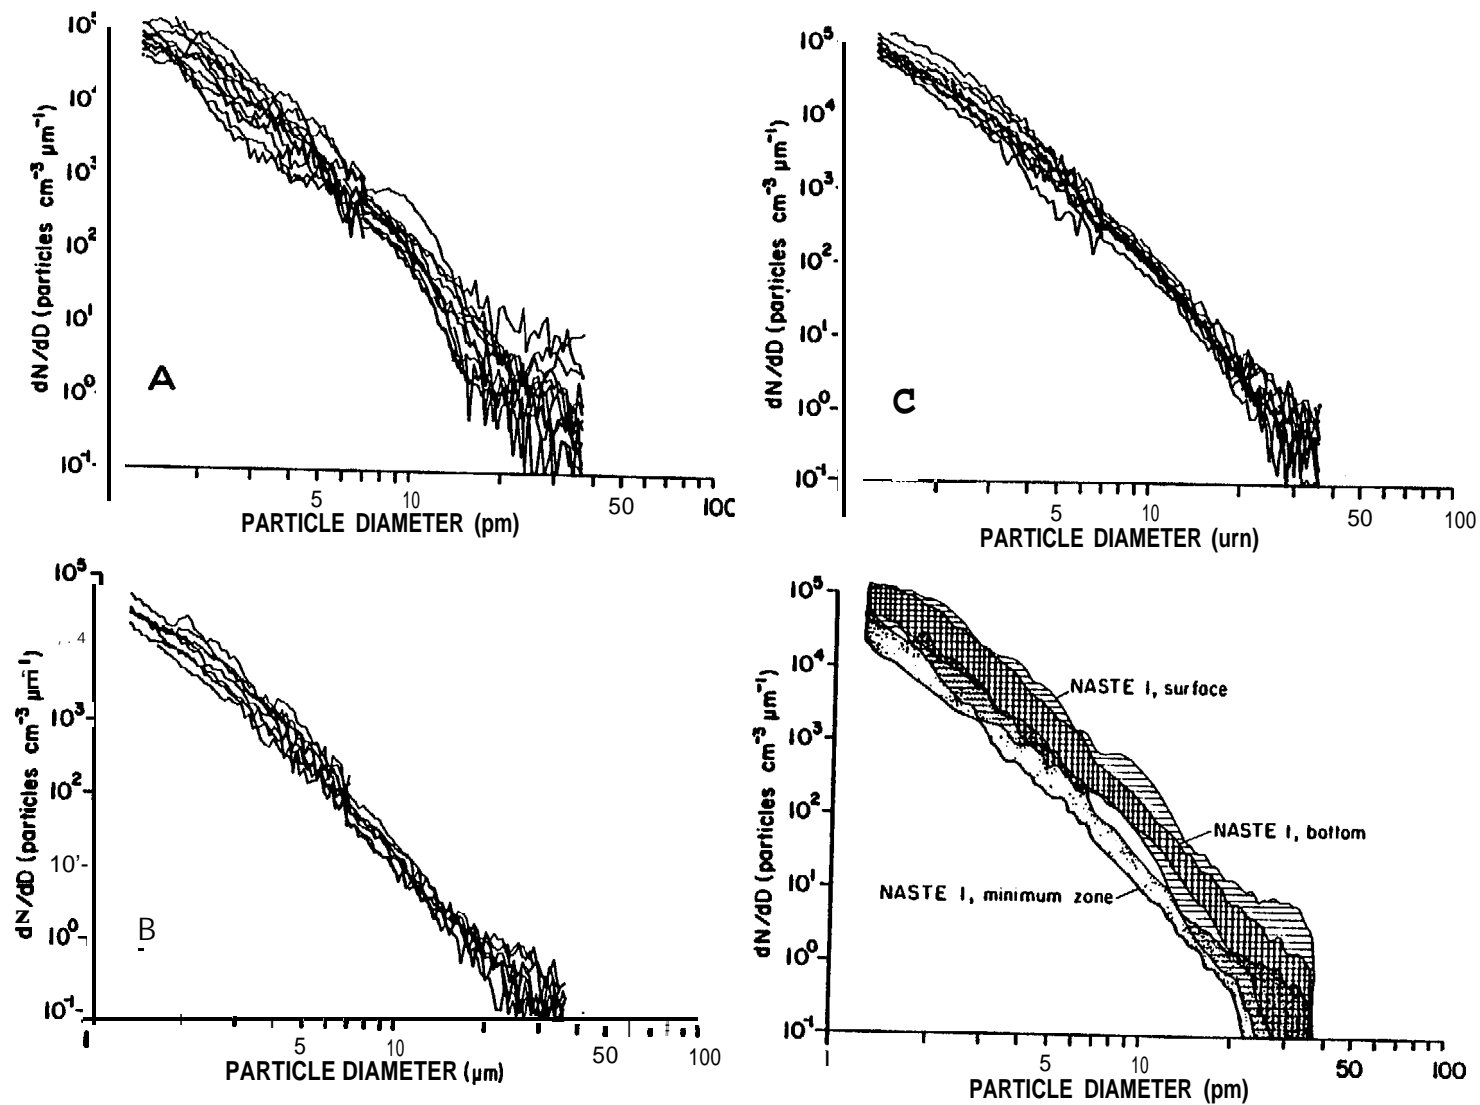 10⁵
10⁴
10³
10²
10¹
10⁰
10⁻¹
dN/dD (particles cm⁻³ µm⁻¹)
A
5 10 50 100
PARTICLE DIAMETER (pm)
10⁵
10⁴
10³
10²
10¹
10⁰
10⁻¹
dN/dD (particles cm⁻³ µm⁻¹)
C
5 10 50 100
PARTICLE DIAMETER (urn)
10⁵
4
10³
10²
10'
10⁰
10⁻¹
dN/dD (particles cm⁻³ µm⁻¹)
B
5 10 50 100
PARTICLE DIAMETER (µm)
10⁵
10⁴
10³
10²
10¹
10⁰
10⁻¹
dN/dD (particles cm⁻³ µm⁻¹)
NASTE I, surface
NASTE I, bottom
NASTE I, minimum zone
1 5 10 50 100
PARTICLE DIAMETER (pm)